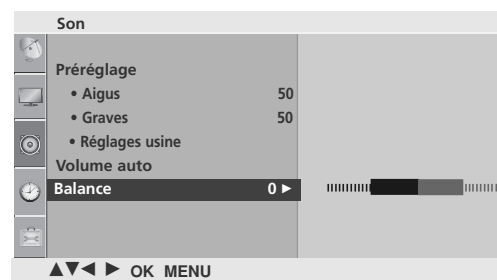 Son
Préréglage
• Aigus 50
• Graves 50
• Réglages usine
Volume auto
Balance 0 ►
▲▼◄ ► OK MENU